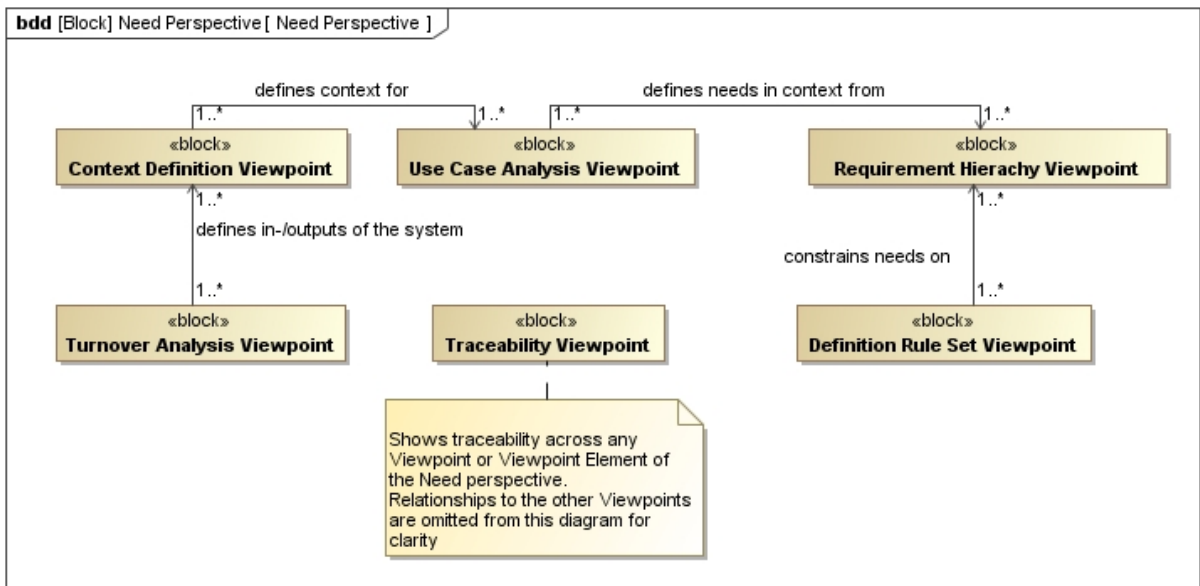 bdd [Block] Need Perspective [ Need Perspective ]
defines context for
defines needs in context from
1..*
1..*
1..*
1..*
«block»
Context Definition Viewpoint
«block»
Use Case Analysis Viewpoint
«block»
Requirement Hierachy Viewpoint
1..*
1..*
defines in-/outputs of the system
constrains needs on
1..*
1..*
«block»
Turnover Analysis Viewpoint
«block»
Traceability Viewpoint
«block»
Definition Rule Set Viewpoint
Shows traceability across any
Viewpoint or Viewpoint Element of
the Need perspective.
Relationships to the other Viewpoints
are omitted from this diagram for
clarity